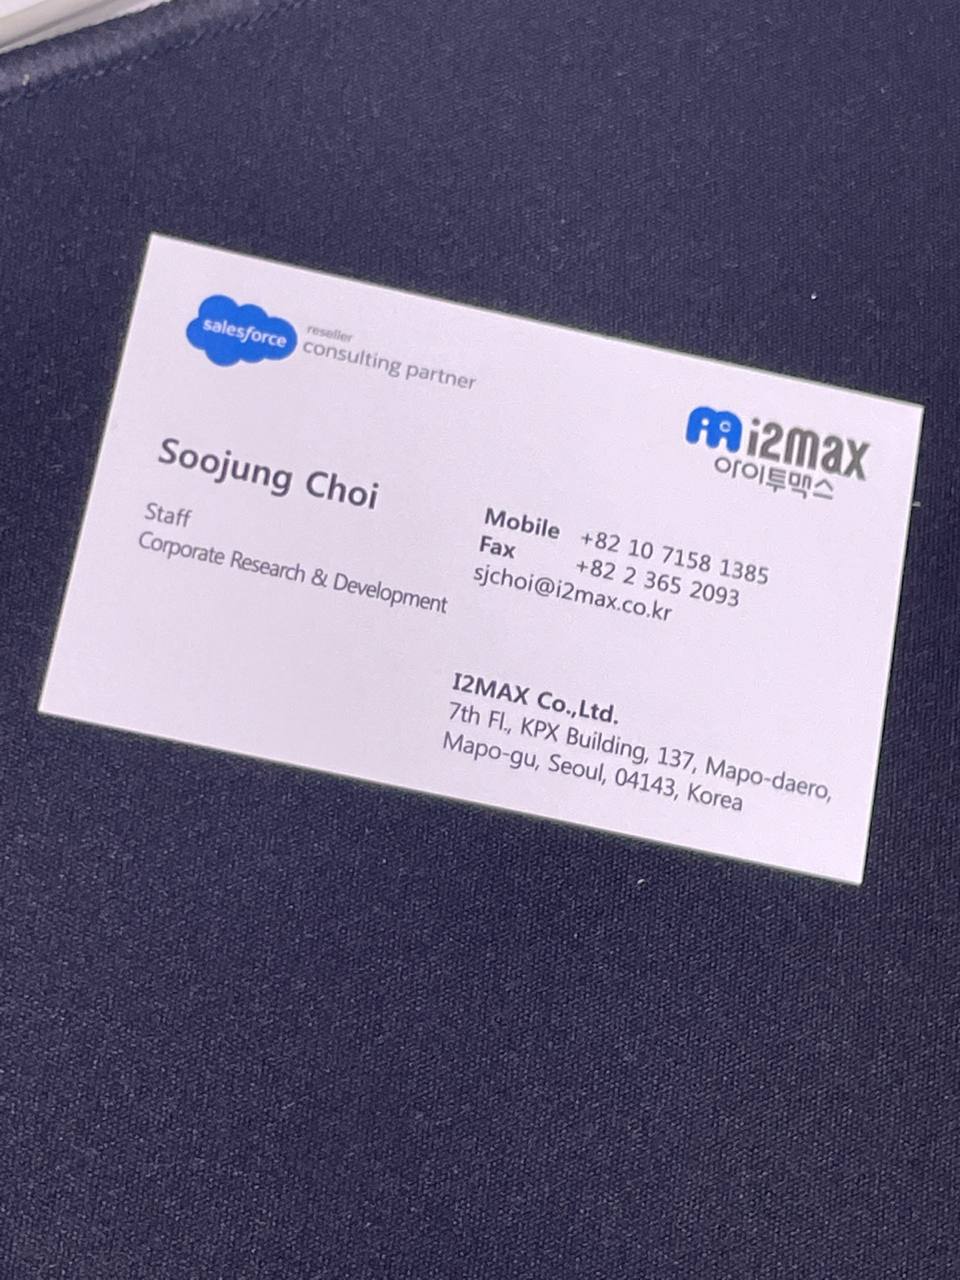 salesforce
reseller
consulting partner
i2max
아이투맥스
Soojung Choi
Staff
Corporate Research & Development
Mobile +82 10 7158 1385
Fax +82 2 365 2093
sjchoi@i2max.co.kr
I2MAX Co.,Ltd.
7th Fl., KPX Building, 137, Mapo-daero,
Mapo-gu, Seoul, 04143, Korea